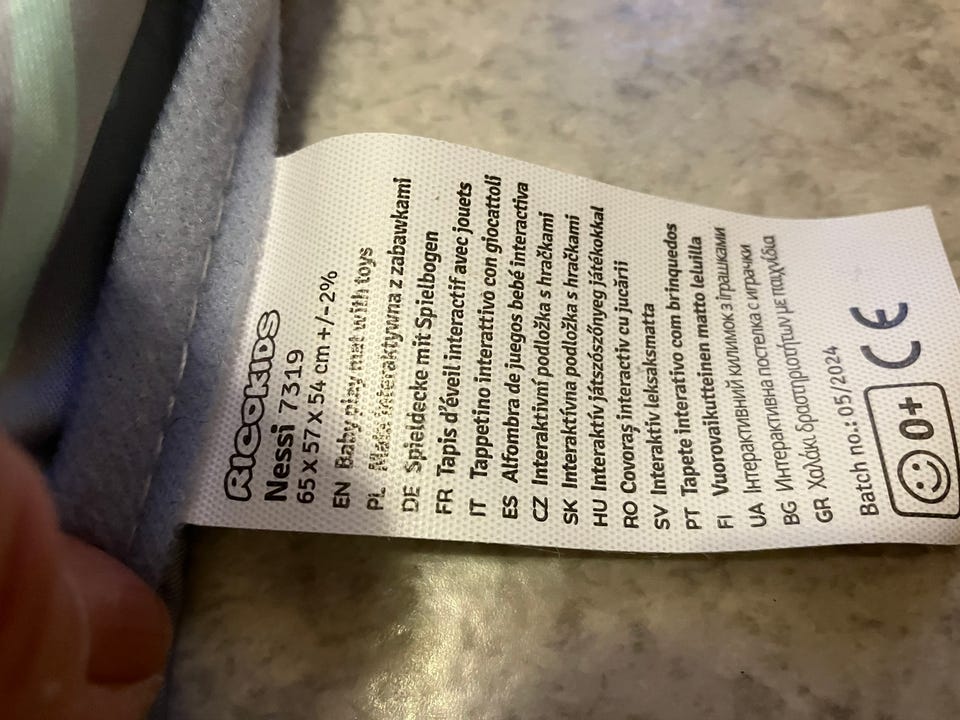 RICOKIDS
Nessi 7319
65 x 57 x 54 cm +/-2%
EN Baby play mat with toys
PL Mata interaktywna z zabawkami
DE Spieldecke mit Spielbogen
FR Tapis d'éveil interactif avec jouets
IT Tappetino interattivo con giocattoli
ES Alfombra de juegos bebé interactiva
CZ Interaktivní podložka s hračkami
SK Interaktívna podložka s hračkami
HU Interaktív játszószőnyeg játékokkal
RO Covoraș interactiv cu jucării
SV Interaktiv leksaksmatta
PT Tapete interativo com brinquedos
FI Vuorovaikutteinen matto leluilla
UA Інтерактивний килимок з іграшками
BG Интерактивна постелка с играчки
GR Χαλάκι δραστηριοτήτων με παιχνίδια
Batch no.: 05/2024
0+ CE